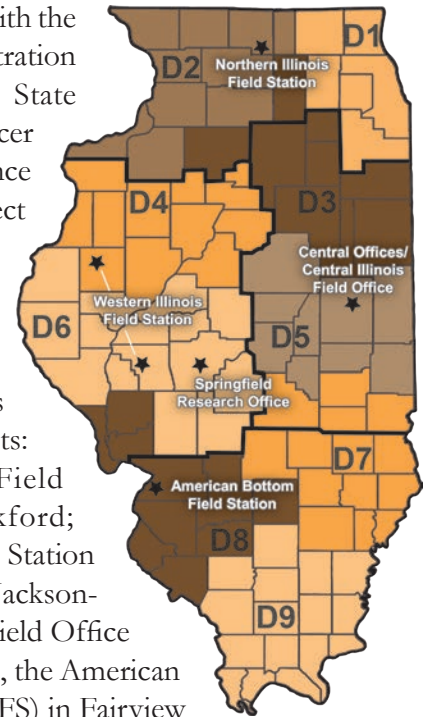 ith the
tration
State
cer
nce
ect
s
ts:
Field
kford;
Station
Jackson-
ield Office
, the American
FS) in Fairview
D1
D2
Northern Illinois
Field Station
D3
D4
Central Offices/
Central Illinois
Field Office
Western Illinois
Field Station
D6
D5
Springfield
Research Office
D7
American Bottom
Field Station
D8
D9